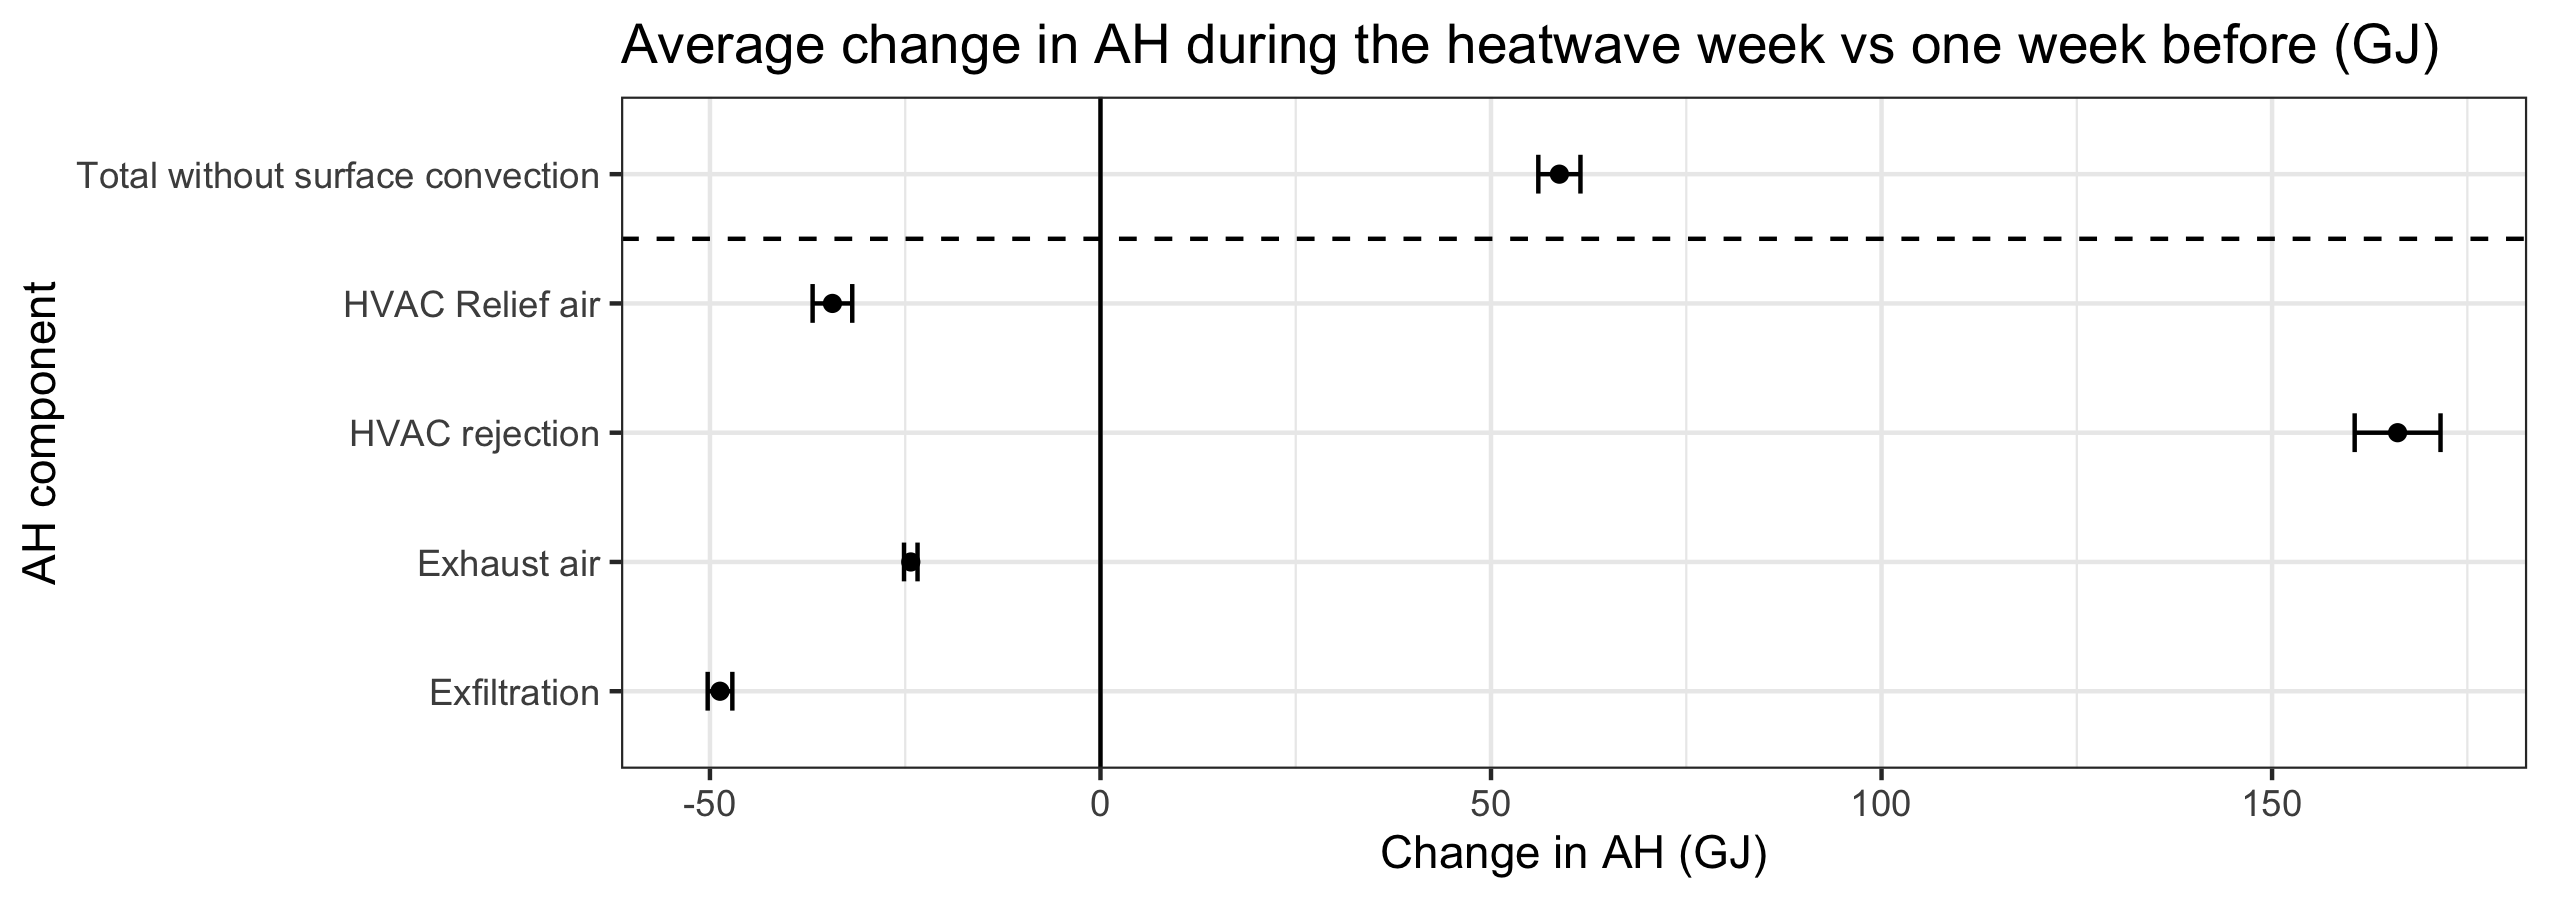 Average change in AH during the heatwave week vs one week before (GJ)
Total without surface convection
HVAC Relief air
HVAC rejection
Exhaust air
Exfiltration
AH component
-50 0 50 100 150
Change in AH (GJ)